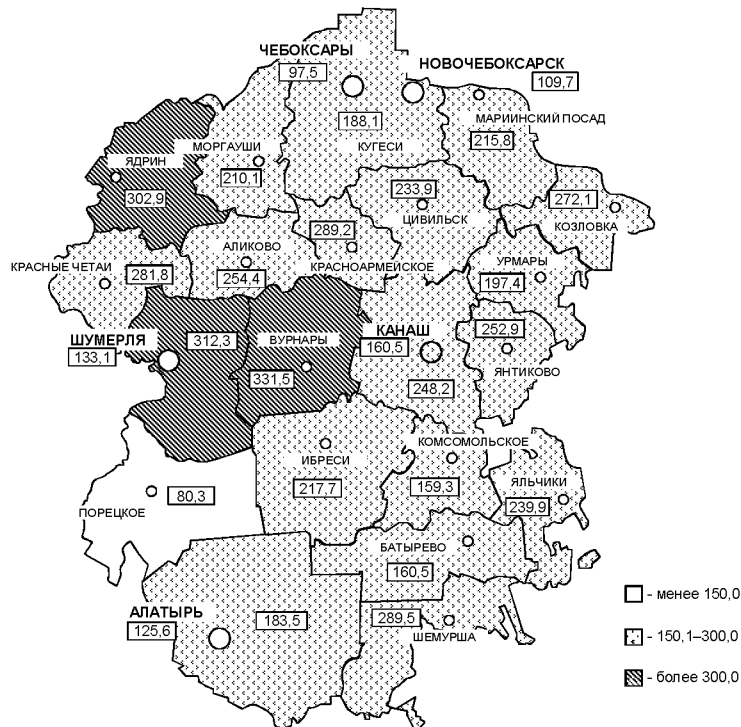 ЧЕБОКСАРЫ
97,5
НОВОЧЕБОКСАРСК
109,7
188,1
КУГЕСИ
МАРИИНСКИЙ ПОСАД
215,8
МОРГАУШИ
210,1
ЯДРИН
302,9
233,9
ЦИВИЛЬСК
272,1
КОЗЛОВКА
289,2
КРАСНОАРМЕЙСКОЕ
АЛИКОВО
254,4
КРАСНЫЕ ЧЕТАИ
281,8
УРМАРЫ
197,4
ШУМЕРЛЯ
133,1
312,3
ВУРНАРЫ
331,5
КАНАШ
160,5
248,2
252,9
ЯНТИКОВО
ИБРЕСИ
217,7
КОМСОМОЛЬСКОЕ
159,3
ЯЛЬЧИКИ
239,9
ПОРЕЦКОЕ
80,3
БАТЫРЕВО
160,5
АЛАТЫРЬ
125,6
183,5
289,5
ШЕМУРША
- менее 150,0
- 150,1–300,0
- более 300,0